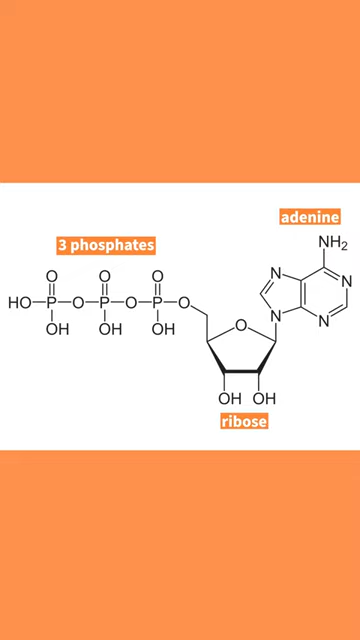 adenine
3 phosphates
NH2
O O O
N N
HO P O P O P O
N N
O
OH OH OH
OH OH
ribose